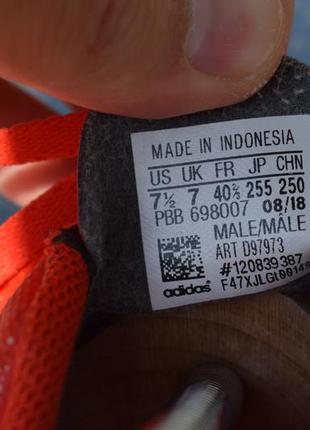 MADE IN INDONESIA
US UK FR JP CHN
7½ 7 40⅔ 255 250
PBB 698007 08/18
MALE/MÂLE
ART D97973
#120839387
adidas